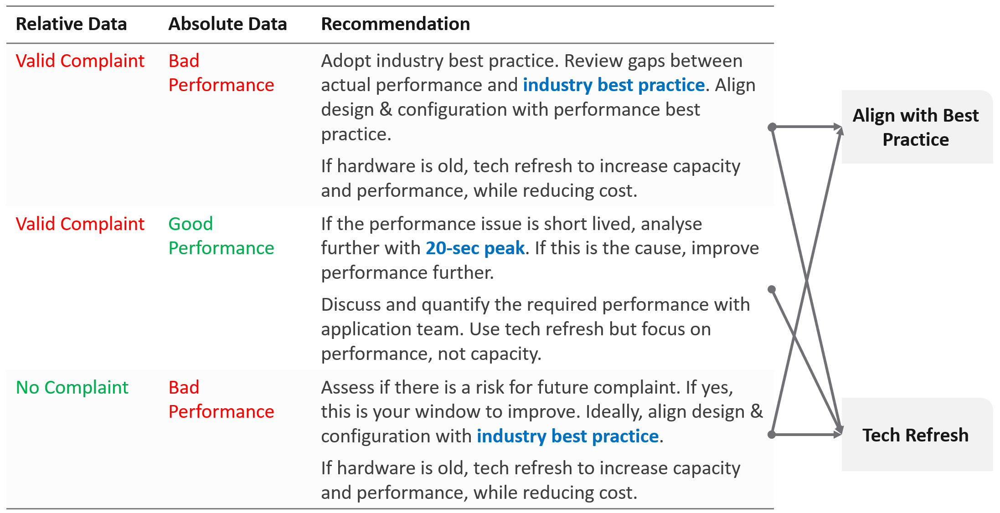 Relative Data
Absolute Data
Recommendation
Valid Complaint
Bad
Performance
Adopt industry best practice. Review gaps between
actual performance and industry best practice. Align
design & configuration with performance best
practice.
If hardware is old, tech refresh to increase capacity
and performance, while reducing cost.
Valid Complaint
Good
Performance
If the performance issue is short lived, analyse
further with 20-sec peak. If this is the cause, improve
performance further.
Discuss and quantify the required performance with
application team. Use tech refresh but focus on
performance, not capacity.
No Complaint
Bad
Performance
Assess if there is a risk for future complaint. If yes,
this is your window to improve. Ideally, align design &
configuration with industry best practice.
If hardware is old, tech refresh to increase capacity
and performance, while reducing cost.
Align with Best
Practice
Tech Refresh